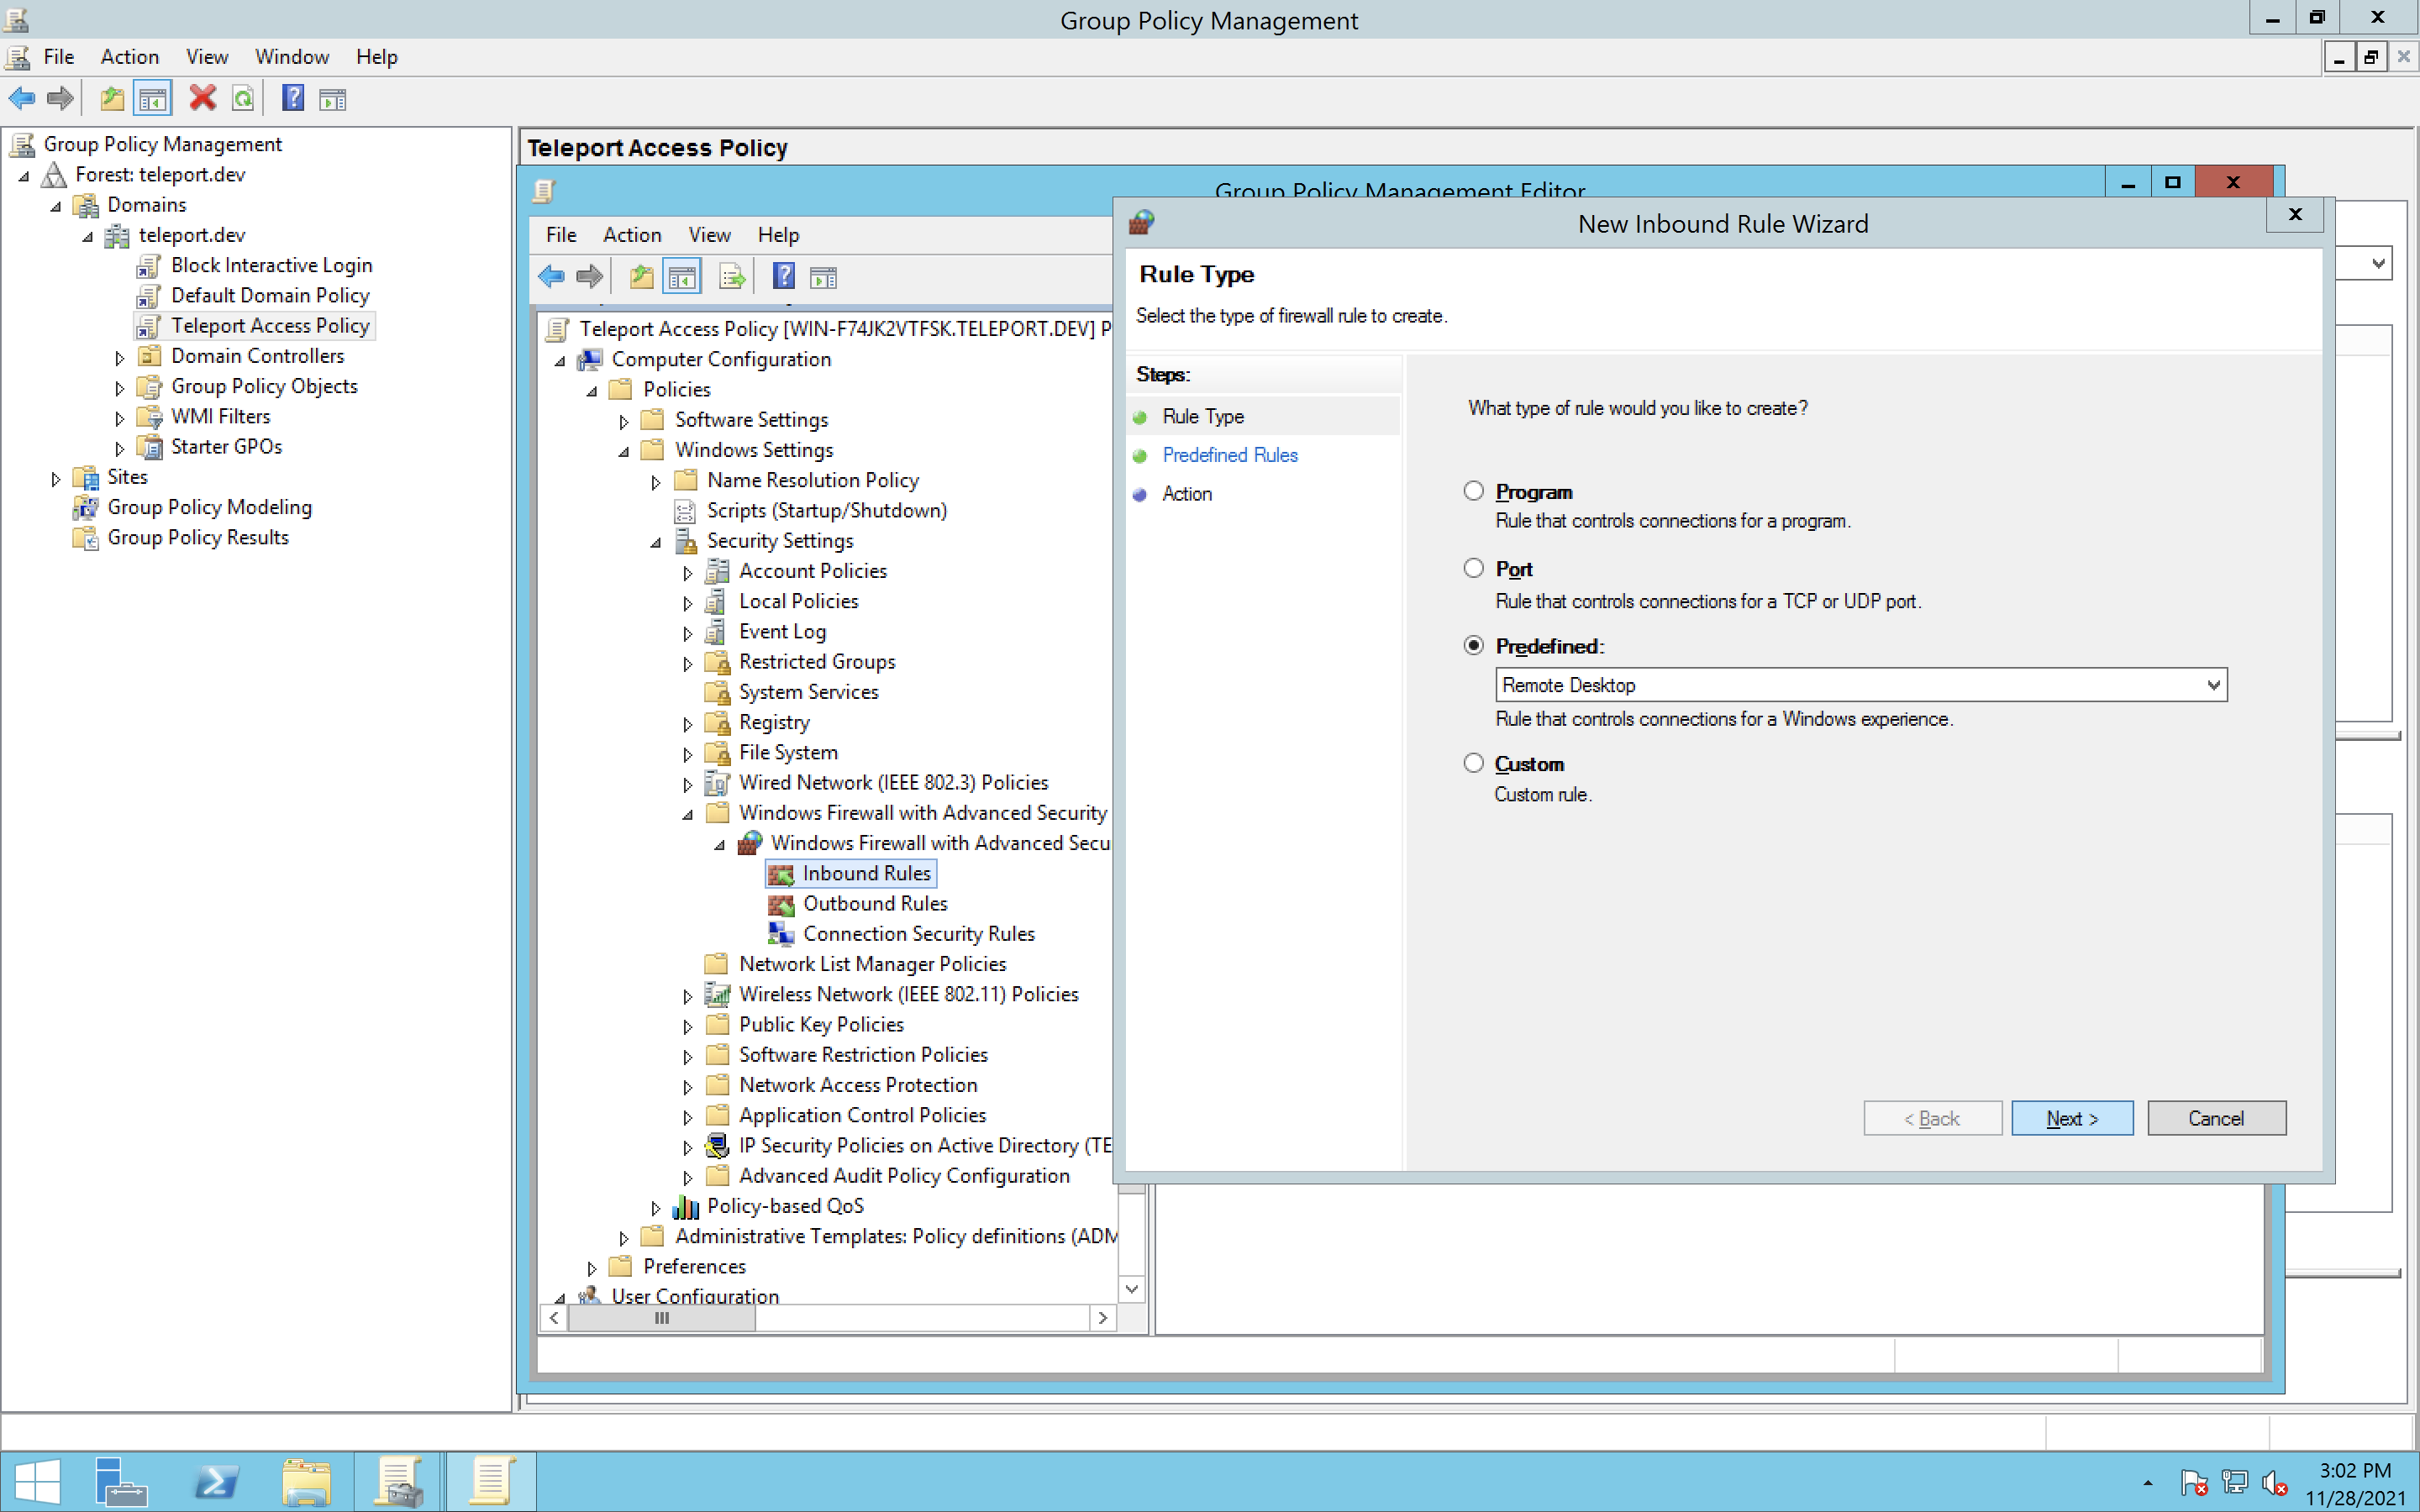 Group Policy Management
File Action View Window Help
Group Policy Management
Forest: teleport.dev
Domains
teleport.dev
Block Interactive Login
Default Domain Policy
Teleport Access Policy
Domain Controllers
Group Policy Objects
WMI Filters
Starter GPOs
Sites
Group Policy Modeling
Group Policy Results
Teleport Access Policy
Group Policy Management Editor
File Action View Help
Teleport Access Policy [WIN-F74JK2VTFSK.TELEPORT.DEV] P
Computer Configuration
Policies
Software Settings
Windows Settings
Name Resolution Policy
Scripts (Startup/Shutdown)
Security Settings
Account Policies
Local Policies
Event Log
Restricted Groups
System Services
Registry
File System
Wired Network (IEEE 802.3) Policies
Windows Firewall with Advanced Security
Windows Firewall with Advanced Secu
Inbound Rules
Outbound Rules
Connection Security Rules
Network List Manager Policies
Wireless Network (IEEE 802.11) Policies
Public Key Policies
Software Restriction Policies
Network Access Protection
Application Control Policies
IP Security Policies on Active Directory (TE
Advanced Audit Policy Configuration
Policy-based QoS
Administrative Templates: Policy definitions (ADM
Preferences
User Configuration
New Inbound Rule Wizard
Rule Type
Select the type of firewall rule to create.
Steps:
Rule Type
Predefined Rules
Action
What type of rule would you like to create?
Program
Rule that controls connections for a program.
Port
Rule that controls connections for a TCP or UDP port.
Predefined:
Remote Desktop
Rule that controls connections for a Windows experience.
Custom
Custom rule.
< Back Next > Cancel
3:02 PM
11/28/2021